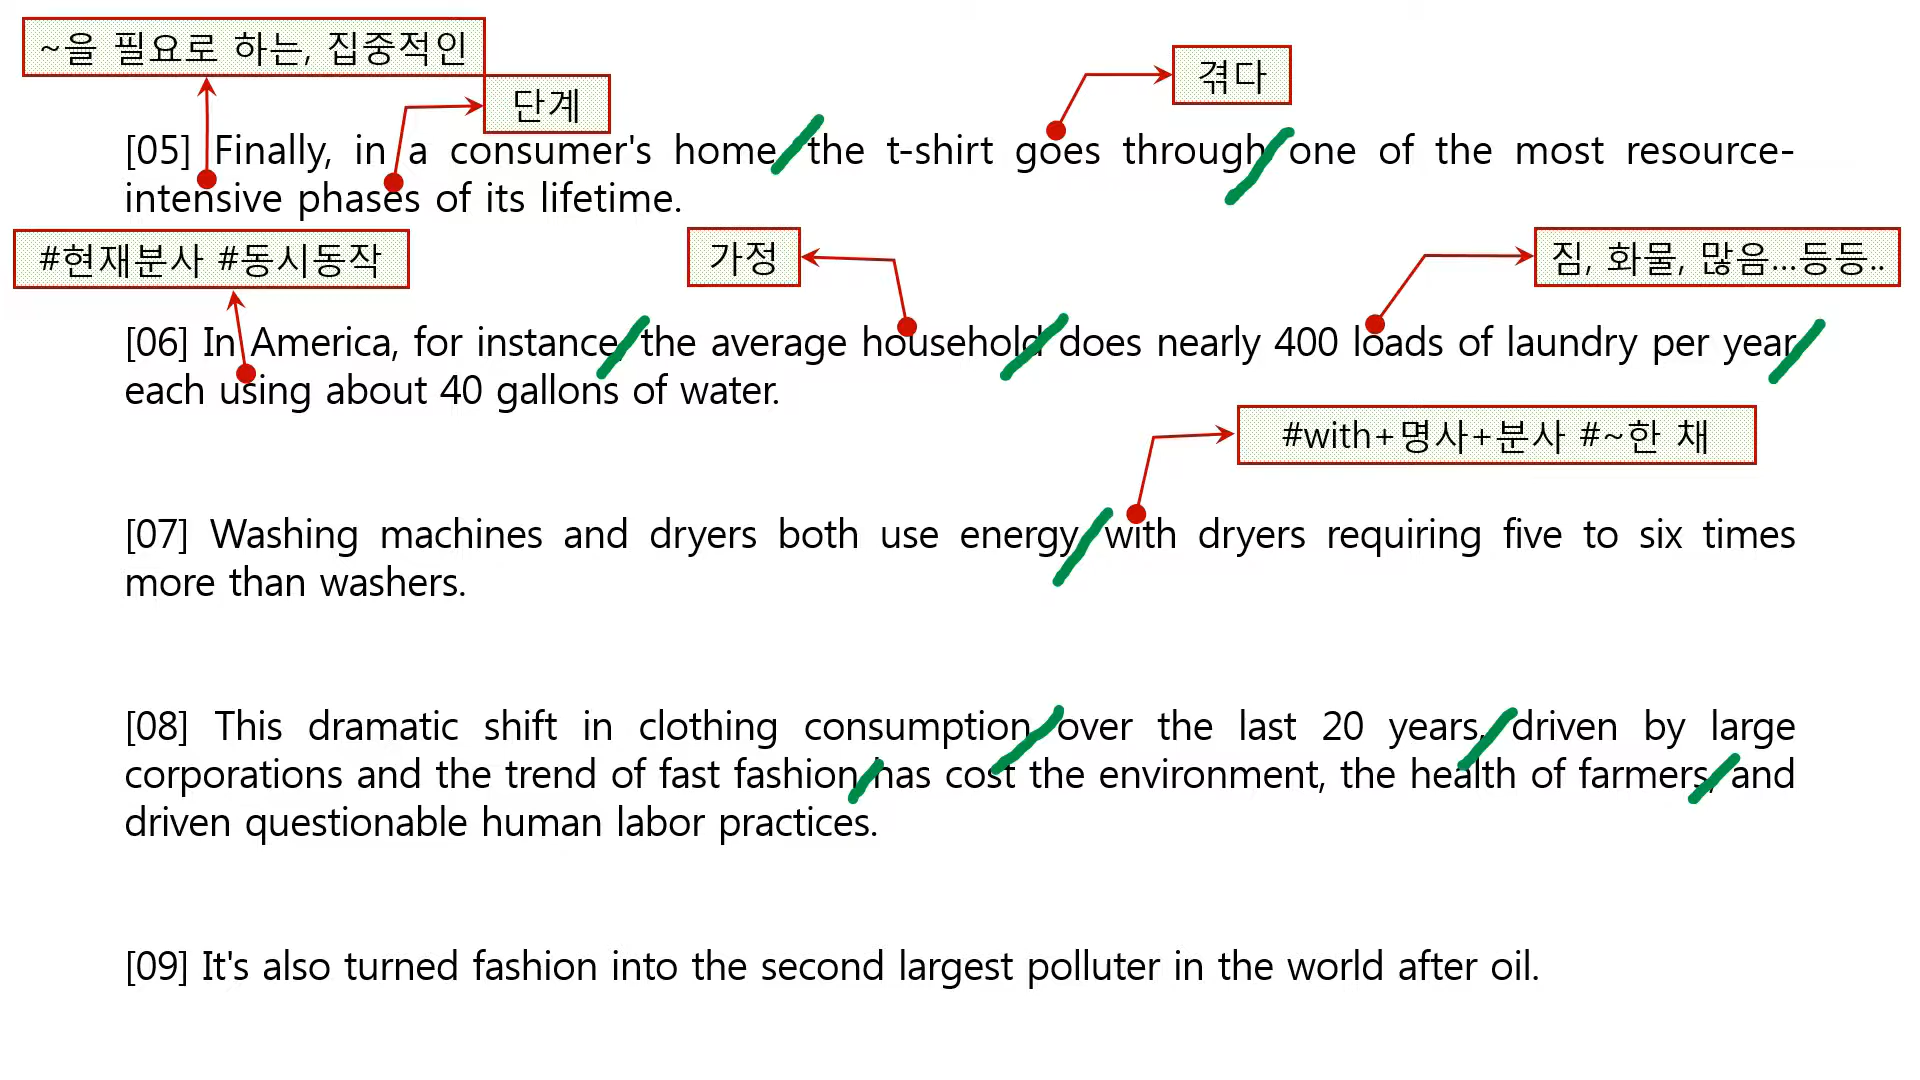 ~을 필요로 하는, 집중적인
겪다
단계
[05] Finally, in a consumer's home, the t-shirt goes through one of the most resource-
intensive phases of its lifetime.
#현재분사 #동시동작
가정
짐, 화물, 많음...등등..
[06] In America, for instance, the average household does nearly 400 loads of laundry per year,
each using about 40 gallons of water.
#with+명사+분사 #~한 채
[07] Washing machines and dryers both use energy, with dryers requiring five to six times
more than washers.
[08] This dramatic shift in clothing consumption over the last 20 years, driven by large
corporations and the trend of fast fashion has cost the environment, the health of farmers, and
driven questionable human labor practices.
[09] It's also turned fashion into the second largest polluter in the world after oil.